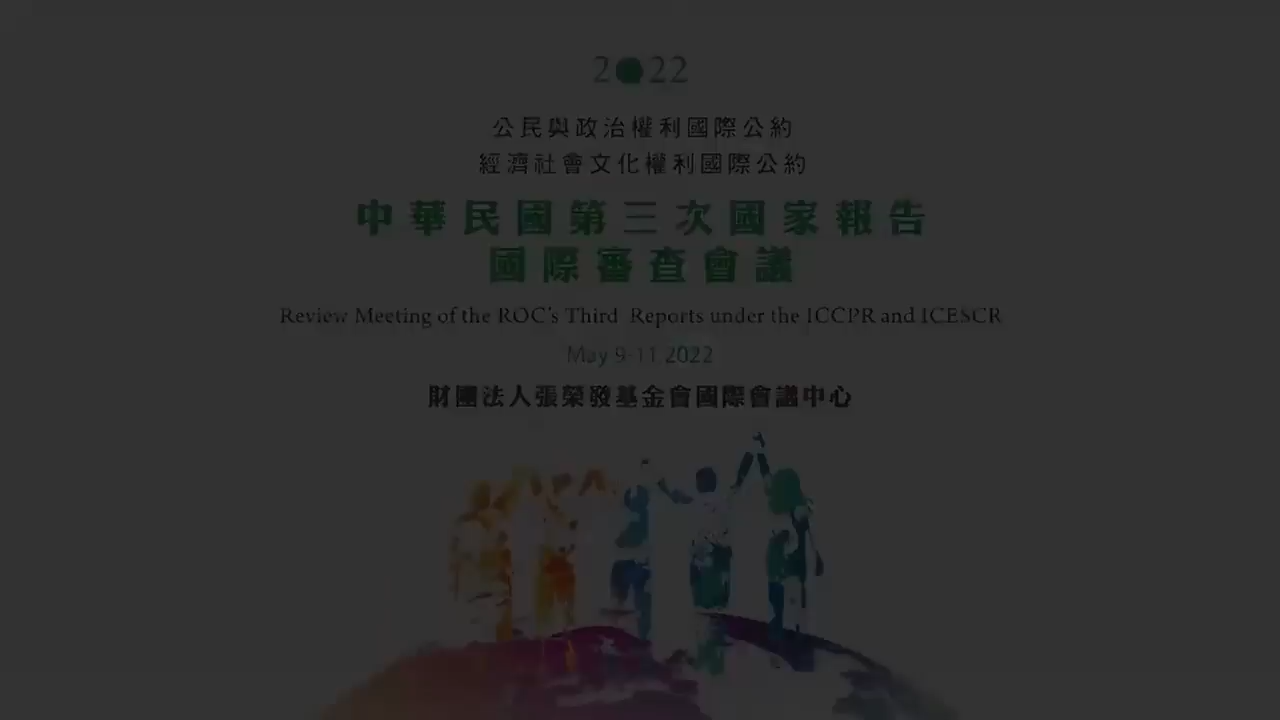 2022
公民與政治權利國際公約
經濟社會文化權利國際公約
中華民國第三次國家報告
國際審查會議
Review Meeting of the ROC's Third Reports under the ICCPR and ICESCR
May 9-11 2022
財團法人張榮發基金會國際會議中心